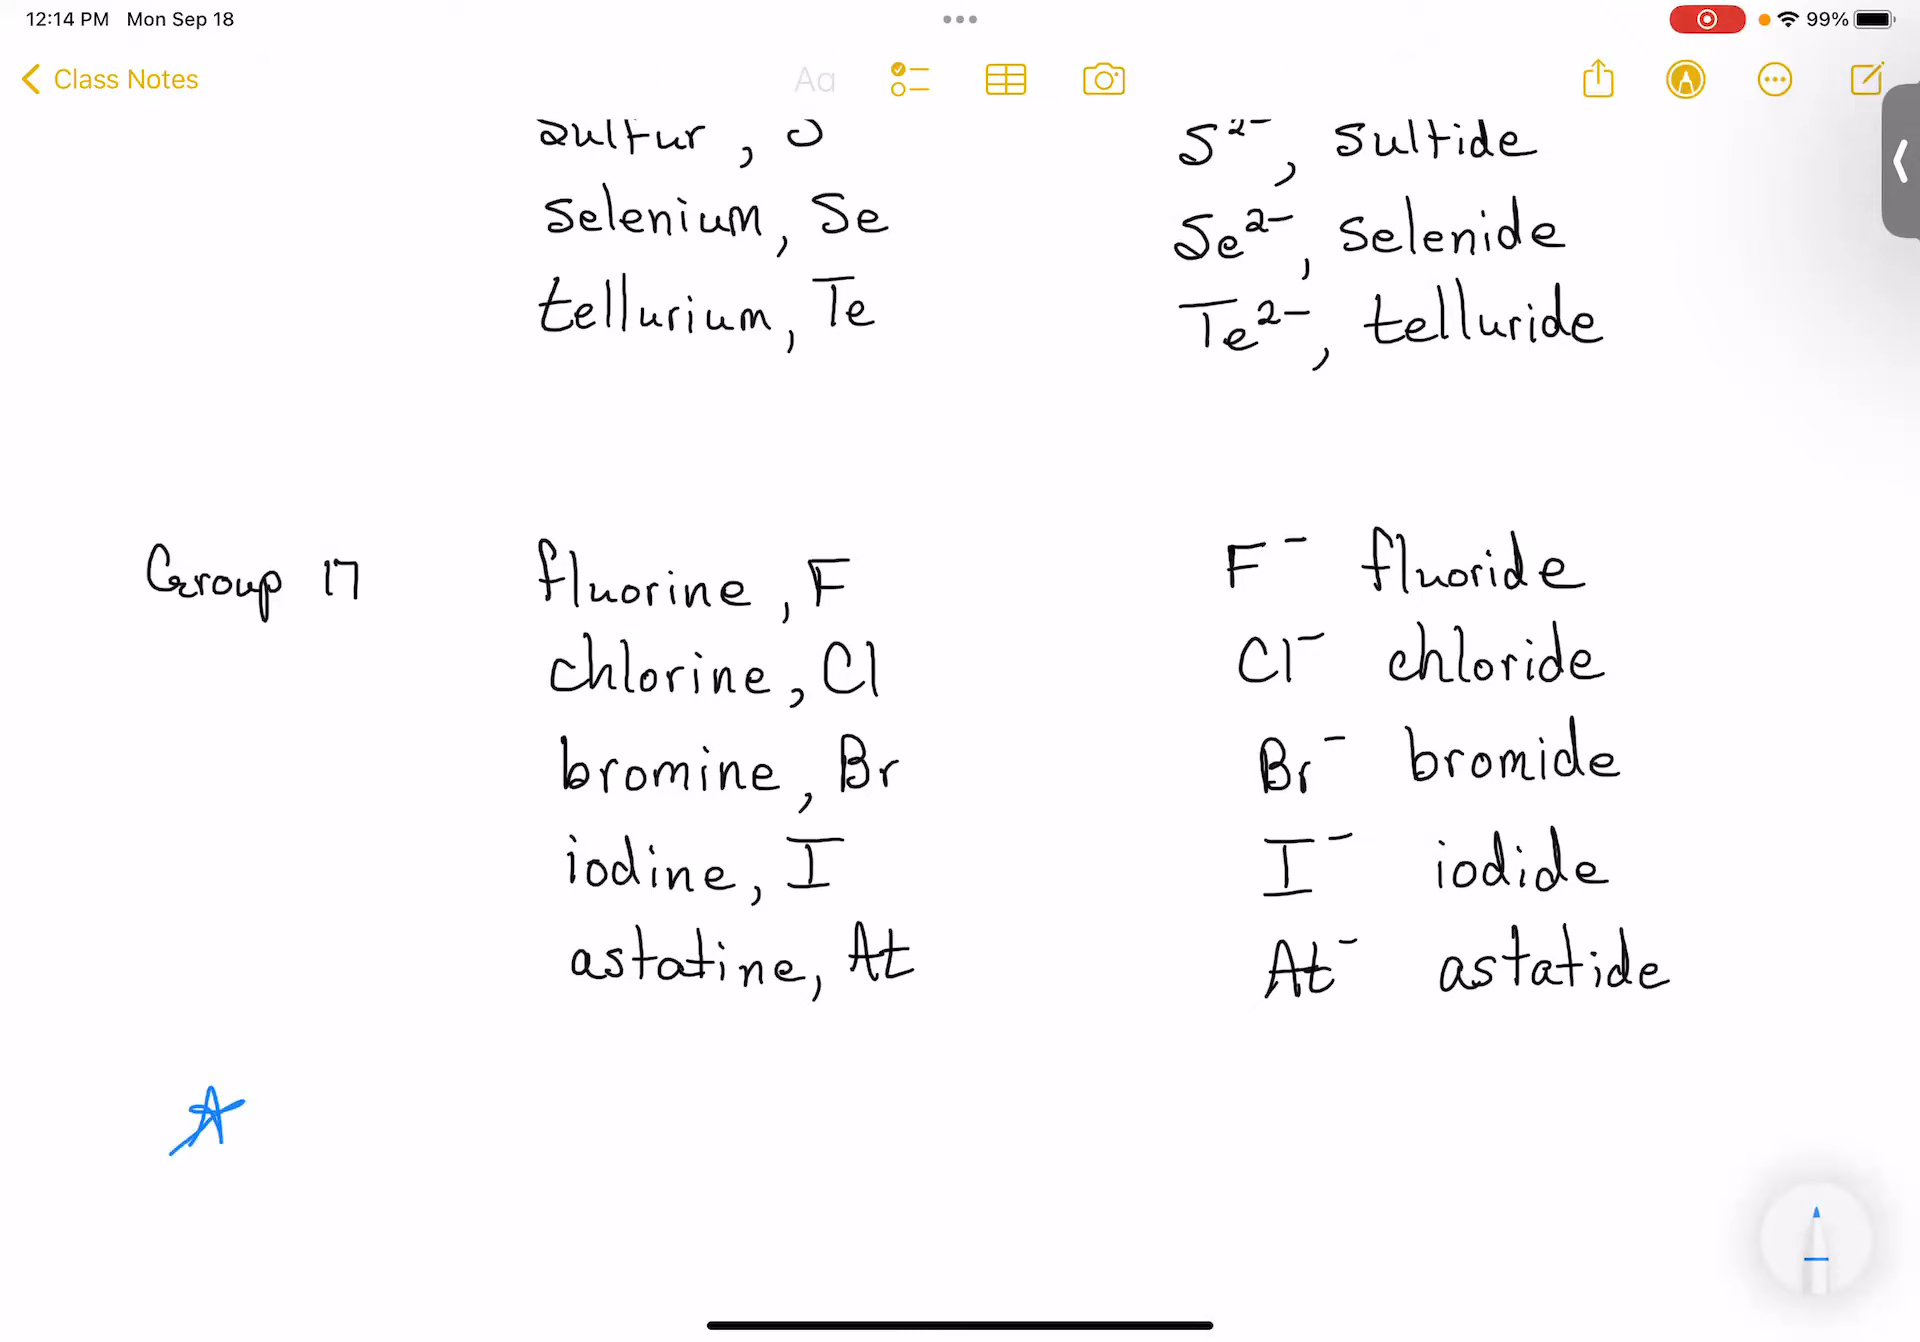 12:14 PM Mon Sep 18 99%
Class Notes Aa
sulfur, S S²⁻, sulfide
selenium, Se Se²⁻, selenide
tellurium, Te Te²⁻, telluride
Group 17 fluorine, F F⁻ fluoride
chlorine, Cl Cl⁻ chloride
bromine, Br Br⁻ bromide
iodine, I I⁻ iodide
astatine, At At⁻ astatide